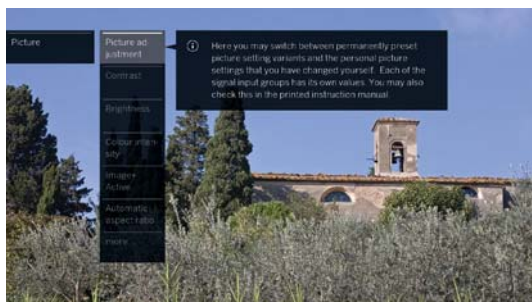 Picture
Picture ad
justment
Here you may switch between permanently preset
picture setting variants and the personal picture
settings that you have changed yourself. Each of the
signal input groups has its own values. You may also
check this in the printed instruction manual.
Contrast
Brightness
Colour inten-
sity
Image+
Active
Automatic
aspect ratio
more ...